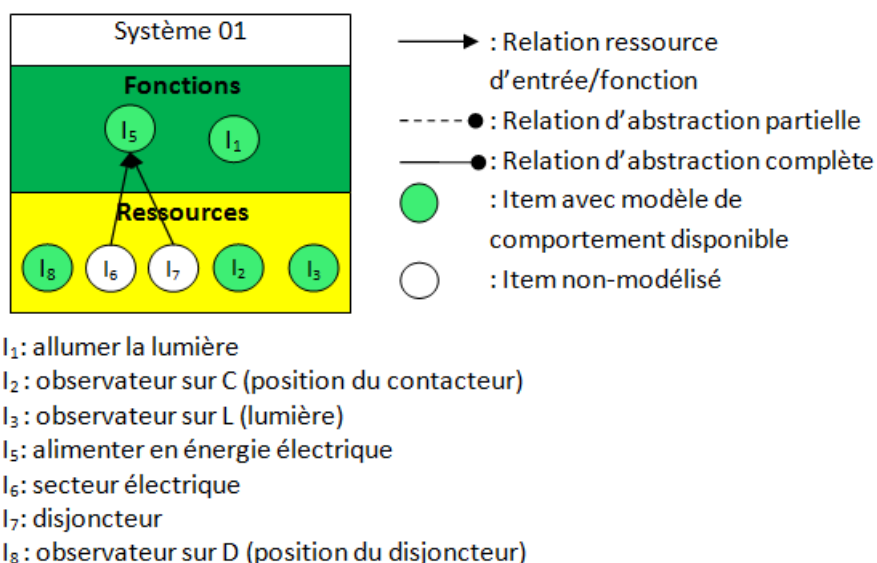 Système 01
Fonctions
I₅
I₁
Ressources
I₈
I₆
I₇
I₂
I₃
: Relation ressource
d'entrée/fonction
: Relation d'abstraction partielle
: Relation d'abstraction complète
: Item avec modèle de
comportement disponible
: Item non-modélisé
I₁: allumer la lumière
I₂ : observateur sur C (position du contacteur)
I₃ : observateur sur L (lumière)
I₅: alimenter en énergie électrique
I₆: secteur électrique
I₇: disjoncteur
I₈ : observateur sur D (position du disjoncteur)